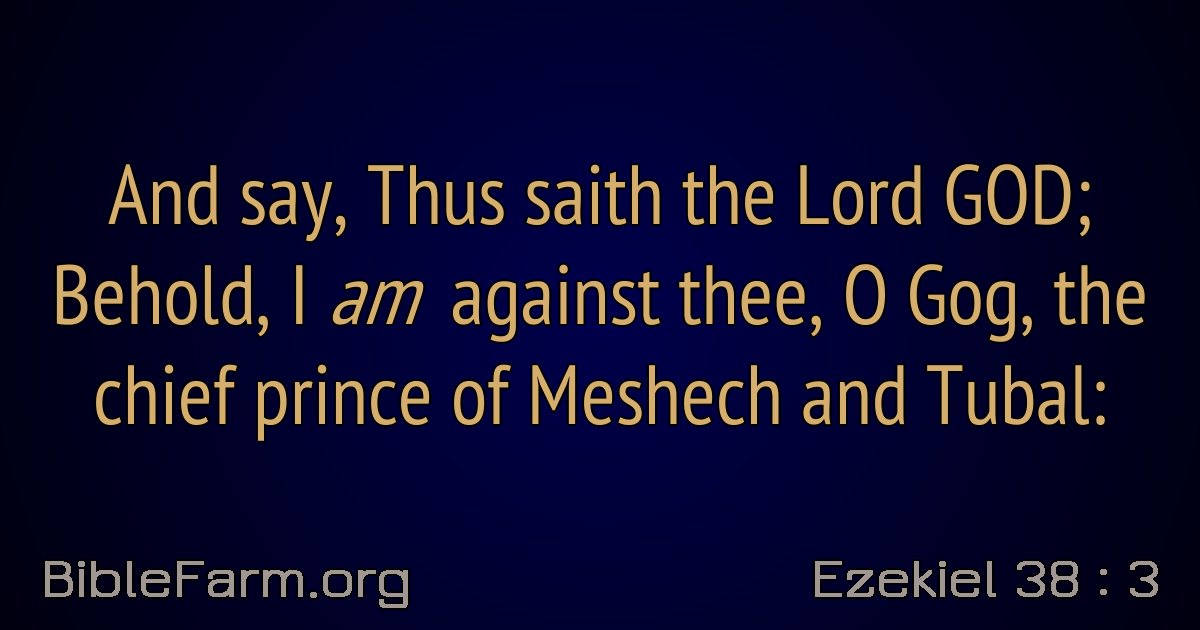 And say, Thus saith the Lord GOD;
Behold, I am against thee, O Gog, the
chief prince of Meshech and Tubal:
BibleFarm.org
Ezekiel 38 : 3